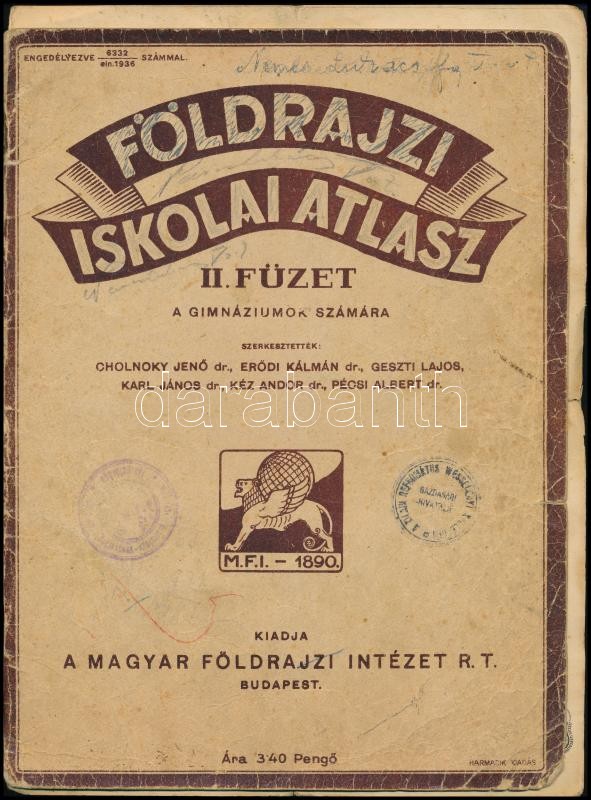 ENGEDÉLYEZVE 6332/eln.1936 SZÁMMAL.
FÖLDRAJZI
ISKOLAI ATLASZ
II. FÜZET
A GIMNÁZIUMOK SZÁMÁRA
SZERKESZTETTÉK:
CHOLNOKY JENŐ dr., ERŐDI KÁLMÁN dr., GESZTI LAJOS,
KARL JÁNOS dr., KÉZ ANDOR dr., PÉCSI ALBERT dr.
darabanth
GAZDASÁGI
HIVATALA
M.F.I. – 1890.
KIADJA
A MAGYAR FÖLDRAJZI INTÉZET R.T.
BUDAPEST.
Ára 3·40 Pengő
HARMADIK KIADÁS